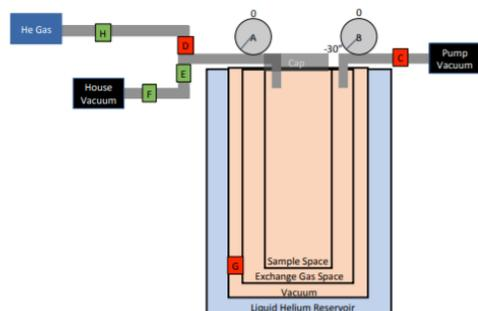 0
0
He Gas
H
D
A
-30"
B
Cap
C
Pump
Vacuum
E
House
Vacuum
F
G
Sample Space
Exchange Gas Space
Vacuum
Liquid Helium Reservoir